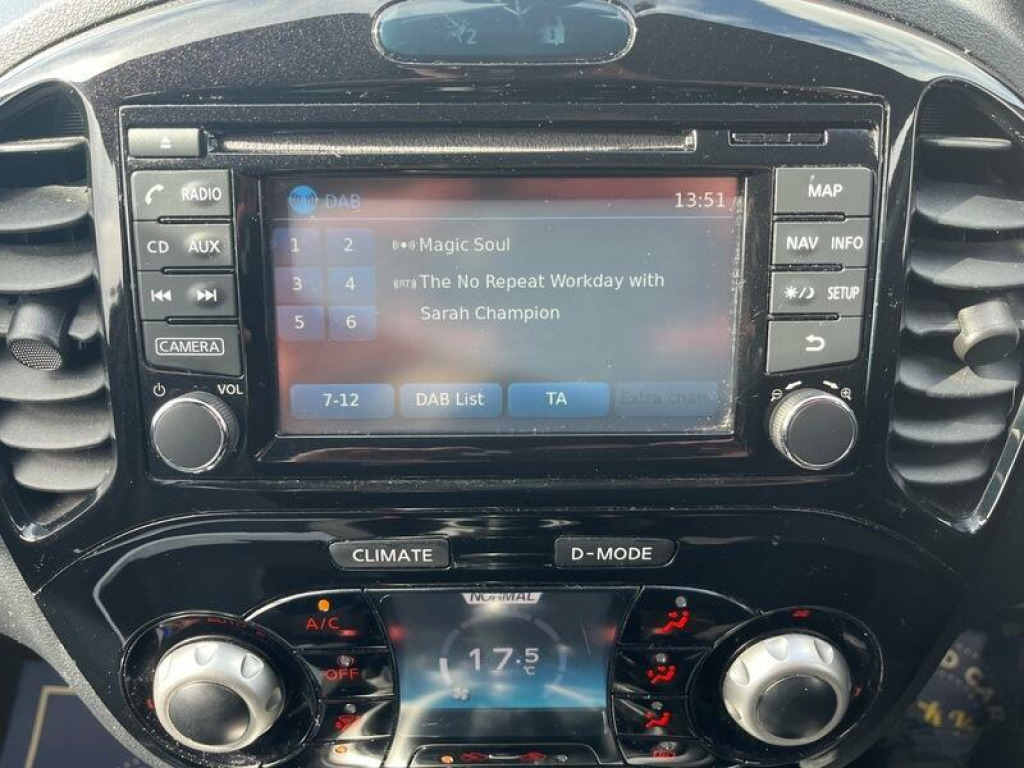 RADIO
CD AUX
CAMERA
VOL
DAB
13:51
1 2
3 4
5 6
Magic Soul
The No Repeat Workday with
Sarah Champion
7-12
DAB List
TA
MAP
NAV INFO
SETUP
CLIMATE
D-MODE
NORMAL
A/C
OFF
17.5
°C